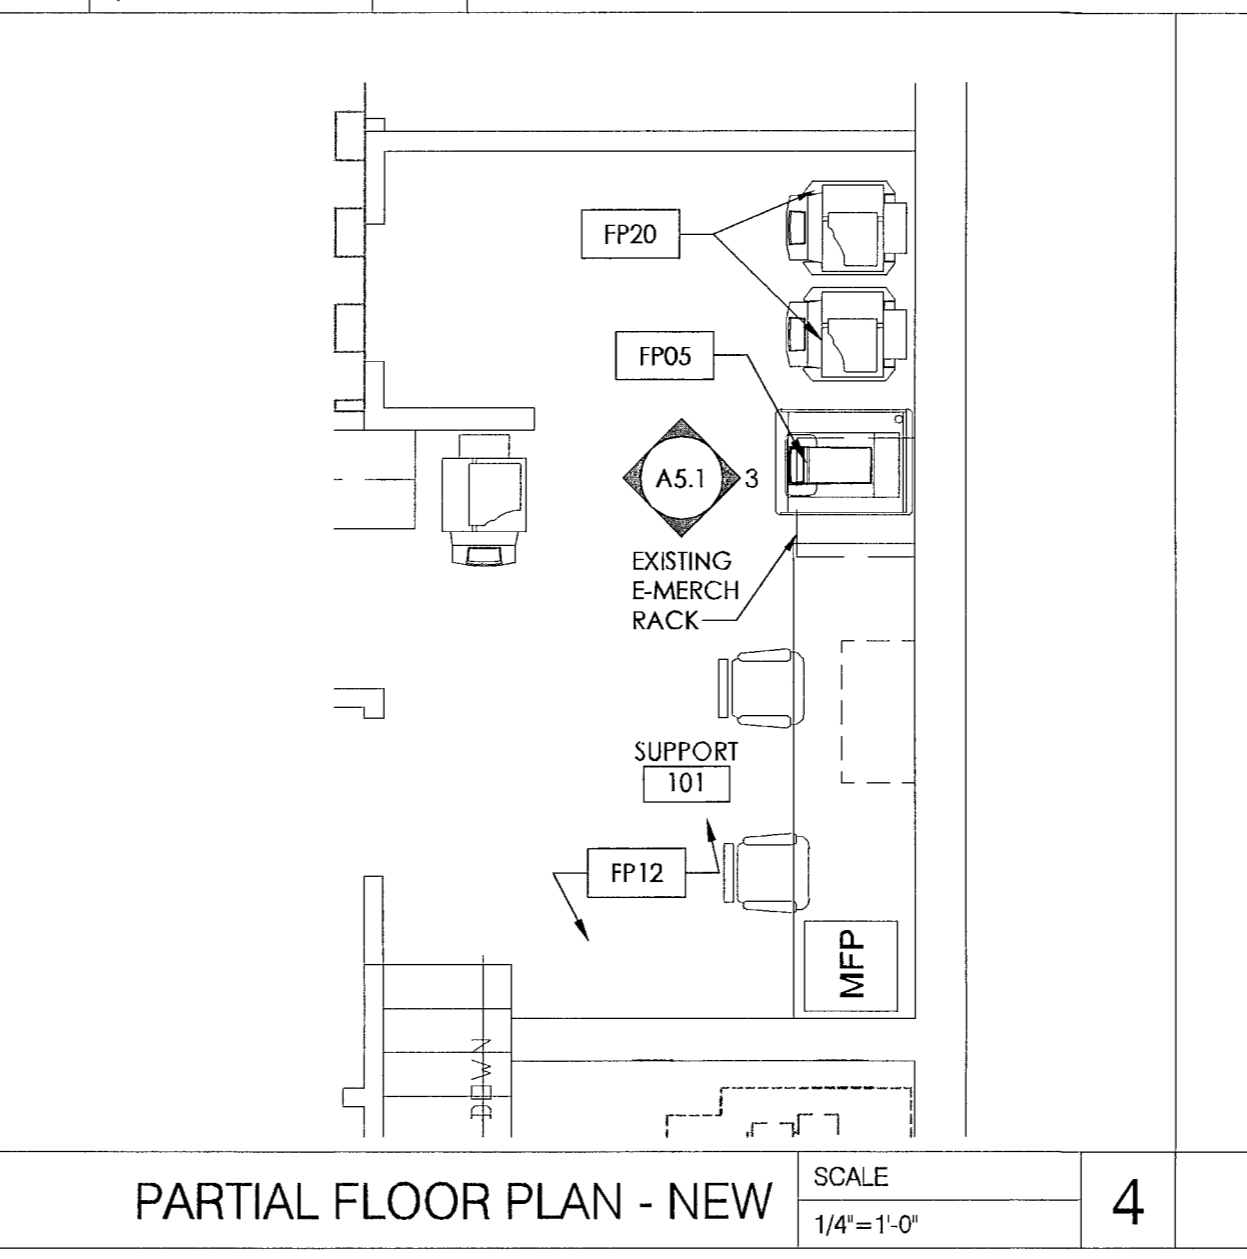 FP20
FP05
A5.1 3
EXISTING
E-MERCH
RACK
SUPPORT
101
FP12
MFP
DOWN
PARTIAL FLOOR PLAN - NEW
SCALE
1/4"=1'-0"
4